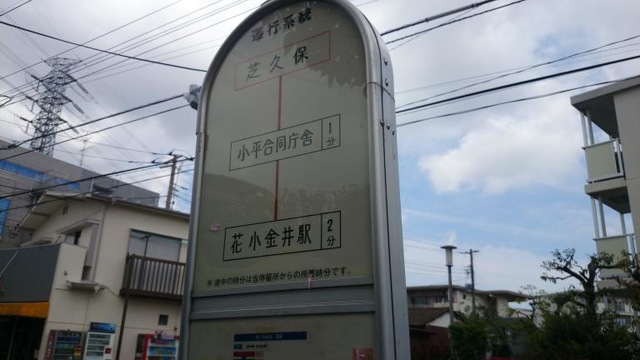 運行系統
芝久保
小平合同庁舎 1分
花小金井駅 2分
※途中の時分は当停留所からの所要時分です。